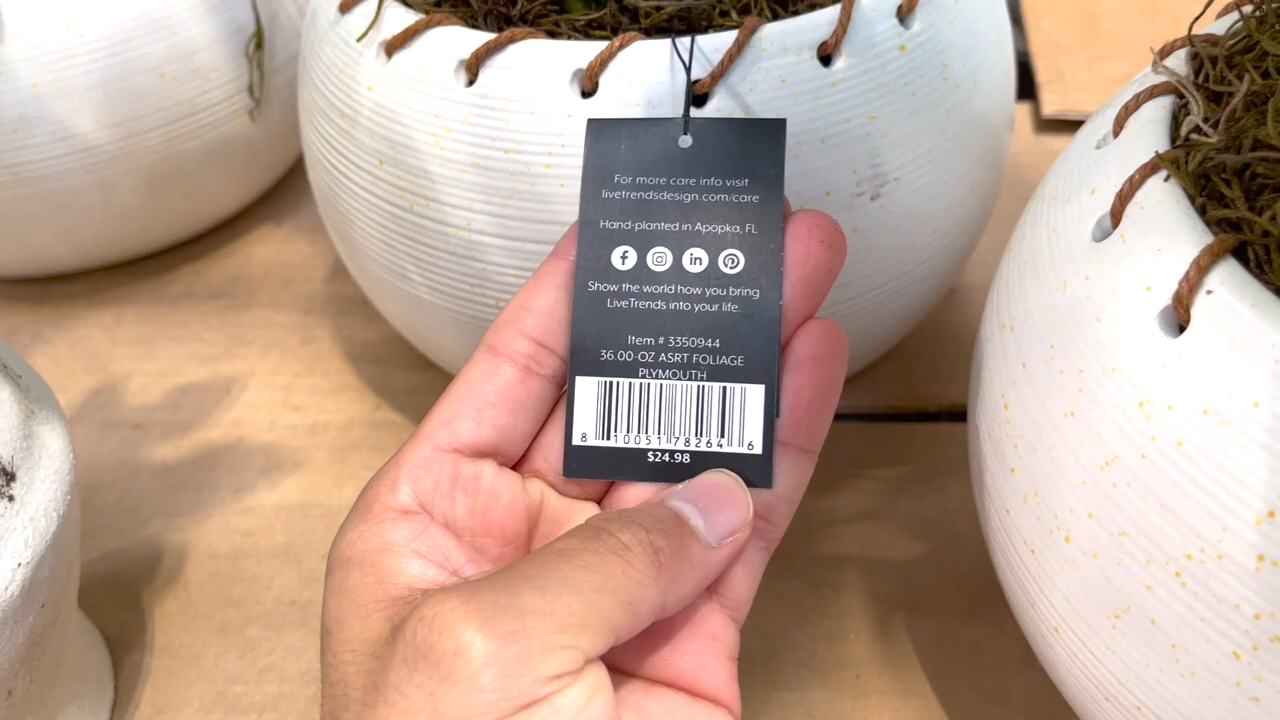 For more care info visit
livetrendsdesign.com/care
Hand-planted in Apopka, FL
Show the world how you bring
LiveTrends into your life.
Item # 3350944
36.00-OZ ASRT FOLIAGE
PLYMOUTH
8 10051 78264 6
$24.98